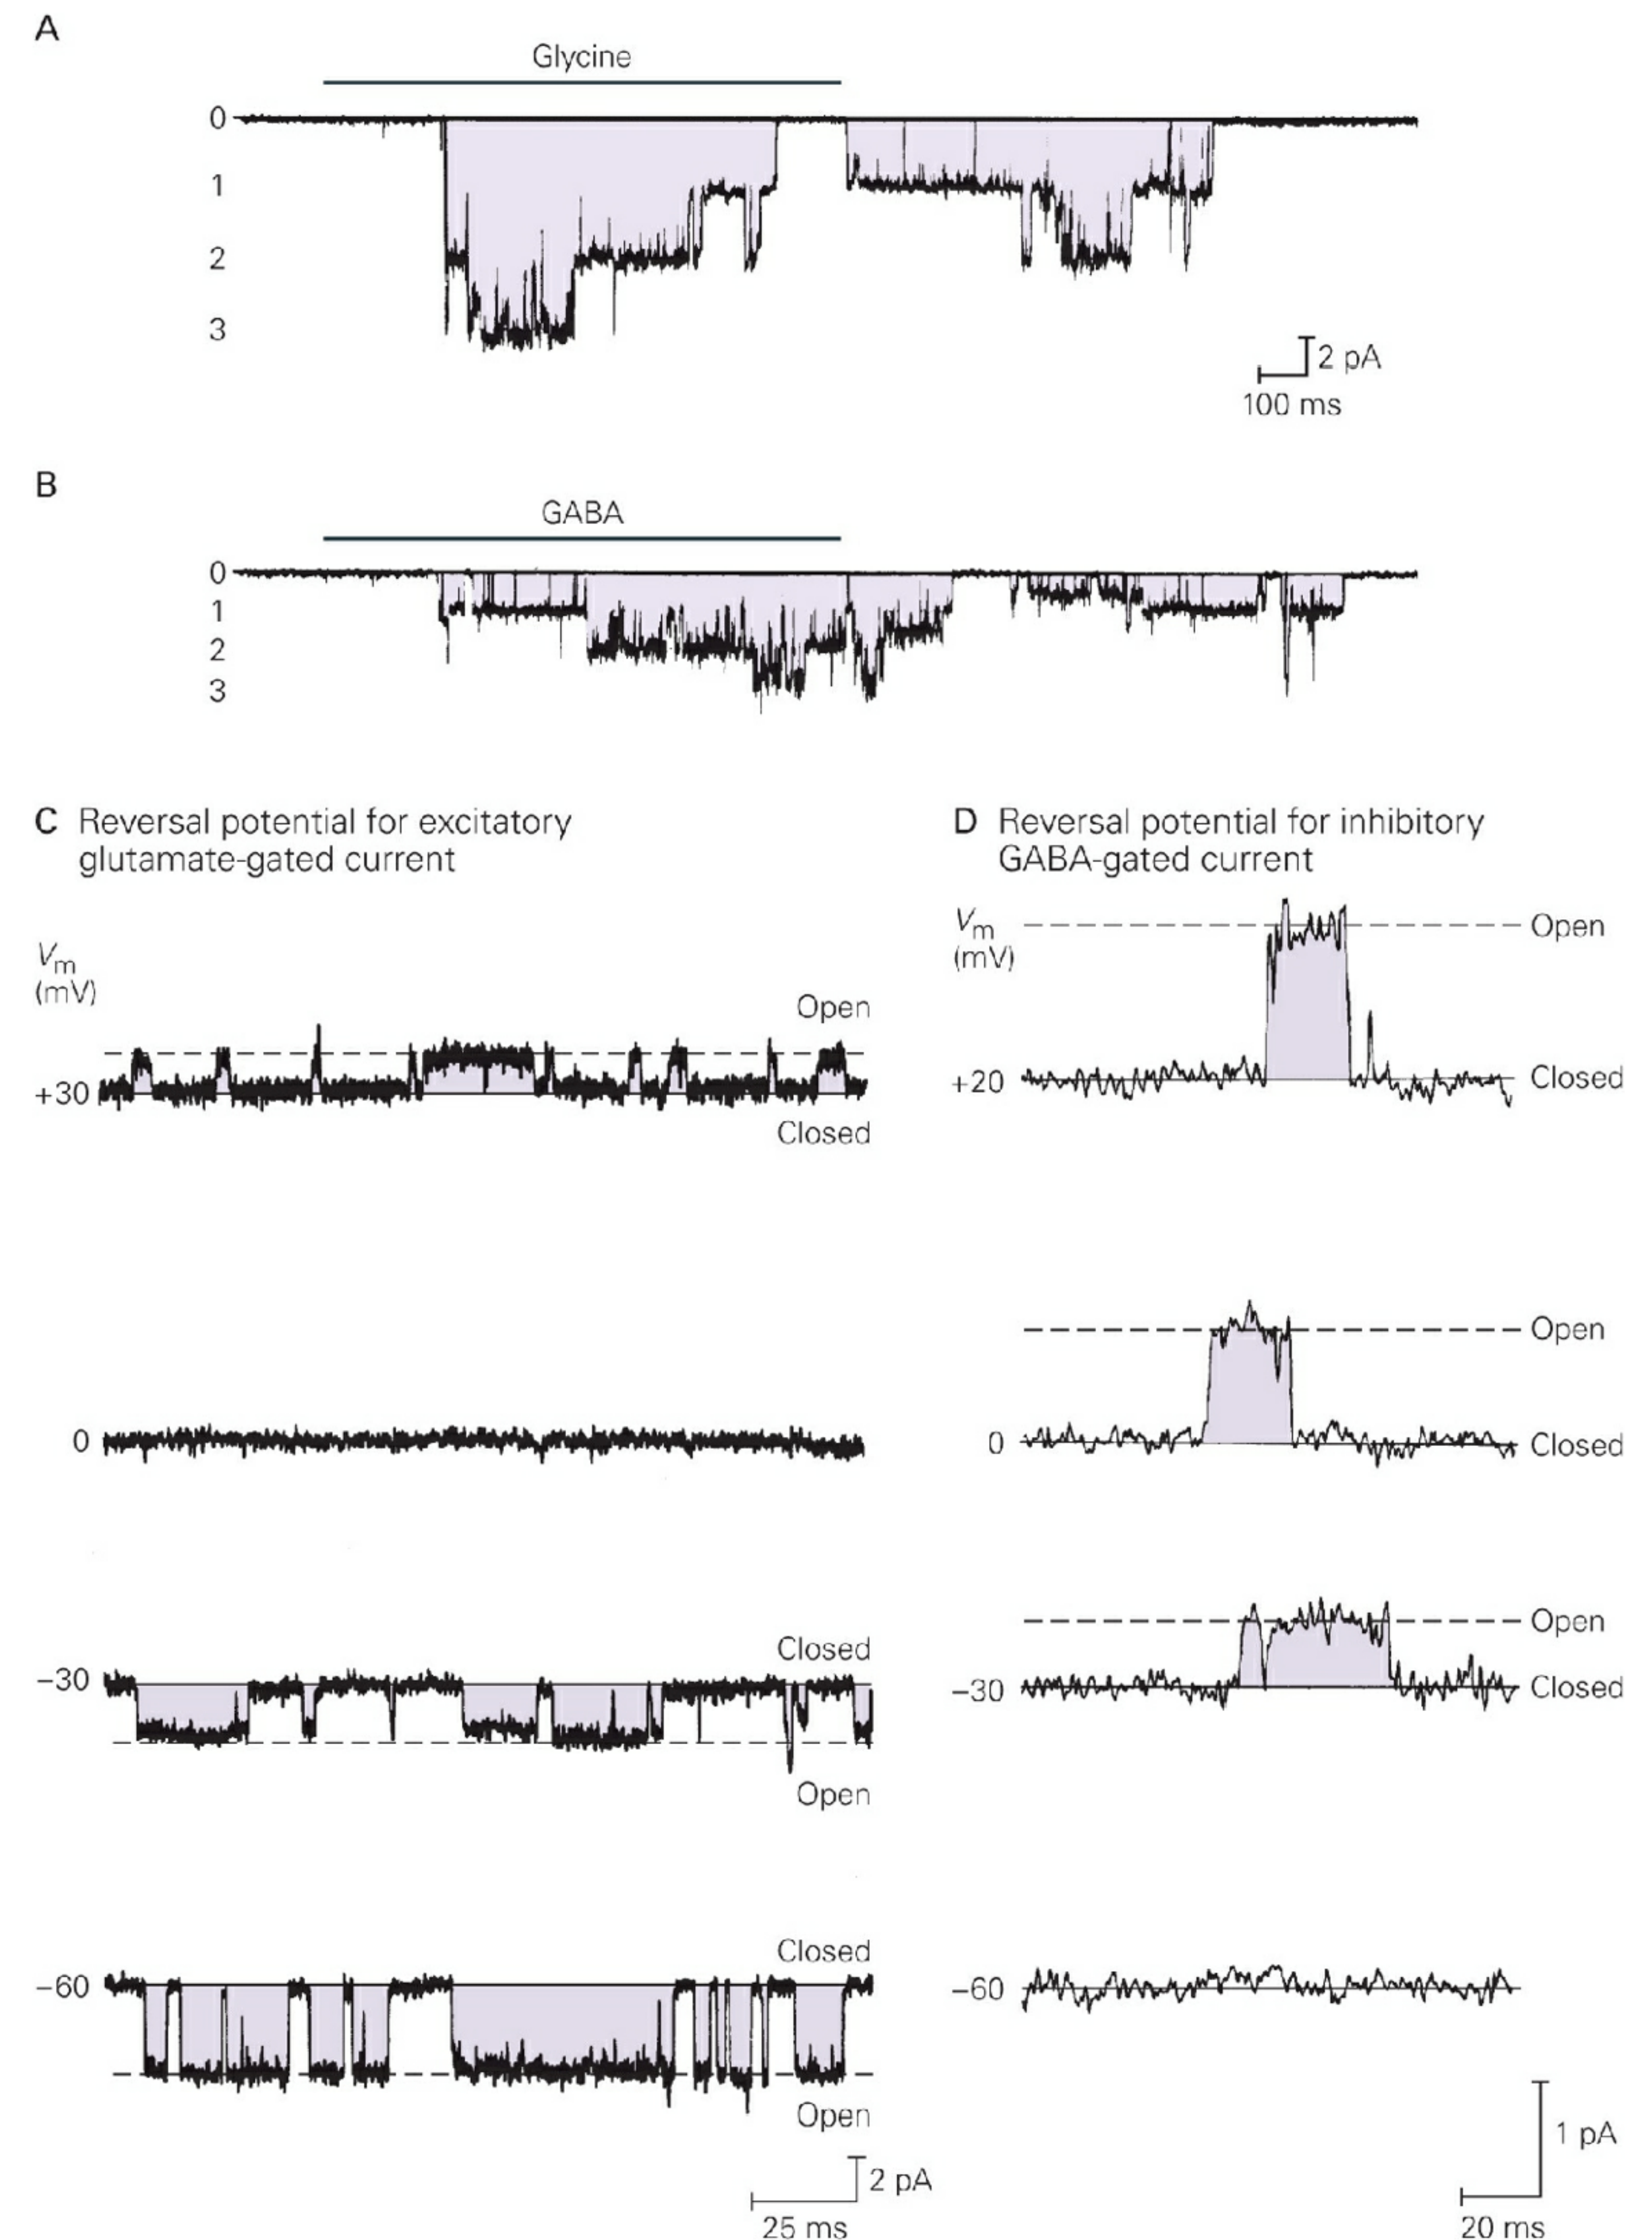 A
Glycine
0
1
2
3
2 pA
100 ms
B
GABA
0
1
2
3
C Reversal potential for excitatory
glutamate-gated current
Vm
(mV)
Open
+30
Closed
0
Closed
−30
Open
Closed
−60
Open
2 pA
25 ms
D Reversal potential for inhibitory
GABA-gated current
Vm
(mV)
Open
+20
Closed
Open
0
Closed
Open
−30
Closed
−60
1 pA
20 ms